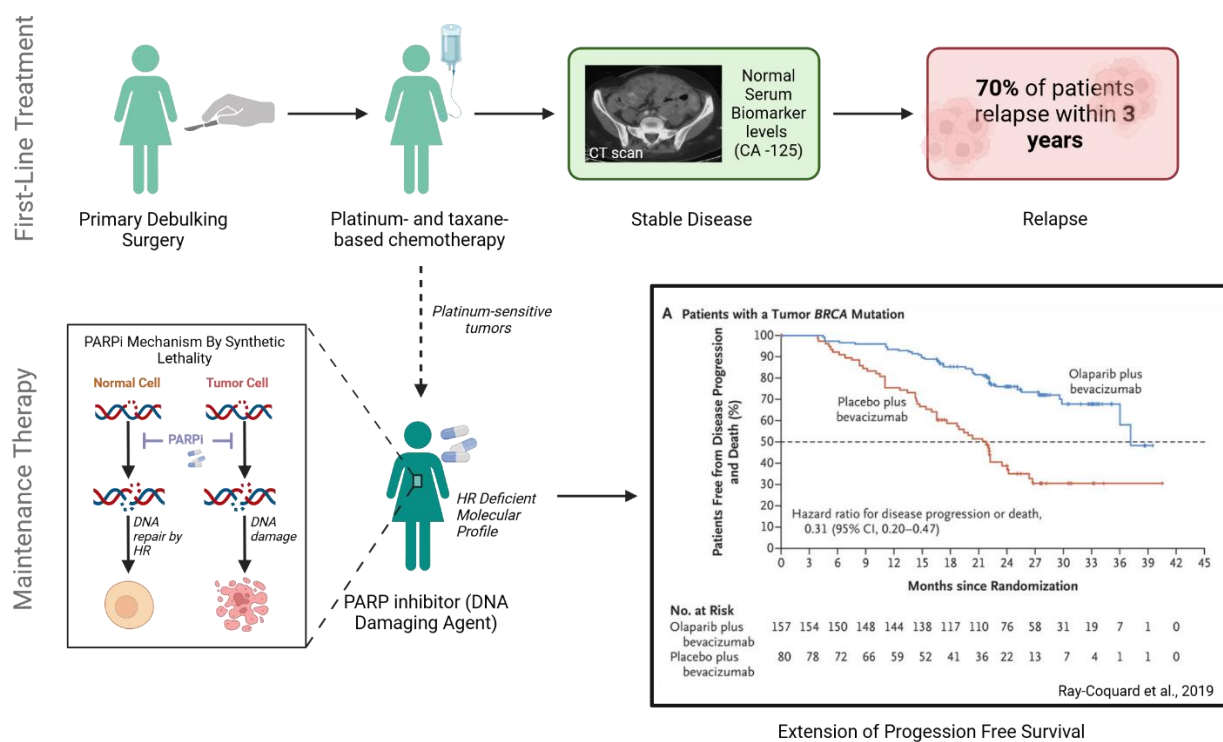 First-Line Treatment
CT scan
Normal
Serum
Biomarker
levels
(CA -125)
70% of patients
relapse within 3
years
Primary Debulking
Surgery
Platinum- and taxane-
based chemotherapy
Stable Disease
Relapse
Maintenance Therapy
Platinum-sensitive
tumors
PARPi Mechanism By Synthetic
Lethality
Normal Cell
Tumor Cell
PARPi
DNA
repair by
HR
DNA
damage
HR Deficient
Molecular
Profile
PARP inhibitor (DNA
Damaging Agent)
A Patients with a Tumor BRCA Mutation
Patients Free from Disease Progression
and Death (%)
100
90
80
70
60
50
40
30
20
10
0
Olaparib plus
bevacizumab
Placebo plus
bevacizumab
Hazard ratio for disease progression or death,
0.31 (95% CI, 0.20–0.47)
0 3 6 9 12 15 18 21 24 27 30 33 36 39 42 45
Months since Randomization
No. at Risk
Olaparib plus
bevacizumab
157 154 150 148 144 138 117 110 76 58 31 19 7 1 0
Placebo plus
bevacizumab
80 78 72 66 59 52 41 36 22 13 7 4 1 1 0
Ray-Coquard et al., 2019
Extension of Progession Free Survival